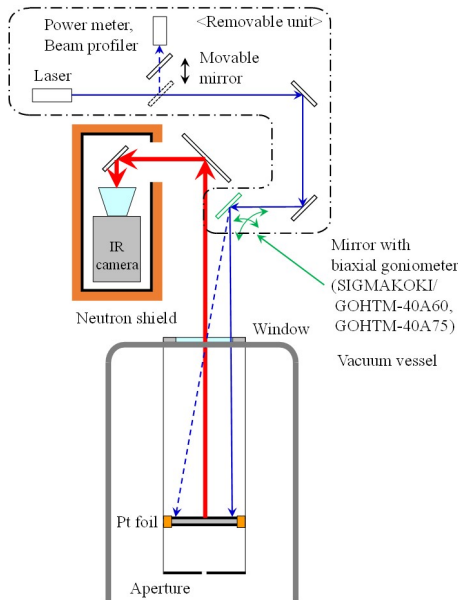 Power meter,
Beam profiler
<Removable unit>
Movable
mirror
Laser
IR
camera
Neutron shield
Mirror with
biaxial goniometer
(SIGMAKOKI/
GOHTM-40A60,
GOHTM-40A75)
Window
Vacuum vessel
Pt foil
Aperture